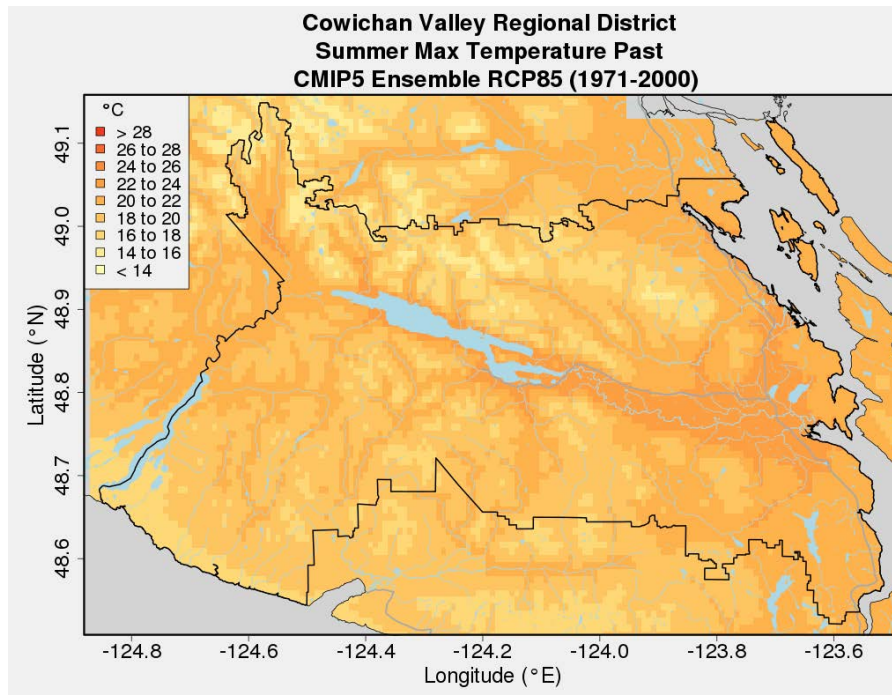 Cowichan Valley Regional District
Summer Max Temperature Past
CMIP5 Ensemble RCP85 (1971-2000)
°C
> 28
26 to 28
24 to 26
22 to 24
20 to 22
18 to 20
16 to 18
14 to 16
< 14
Latitude (°N)
49.1
49.0
48.9
48.8
48.7
48.6
-124.8
-124.6
-124.4
-124.2
-124.0
-123.8
-123.6
Longitude (°E)